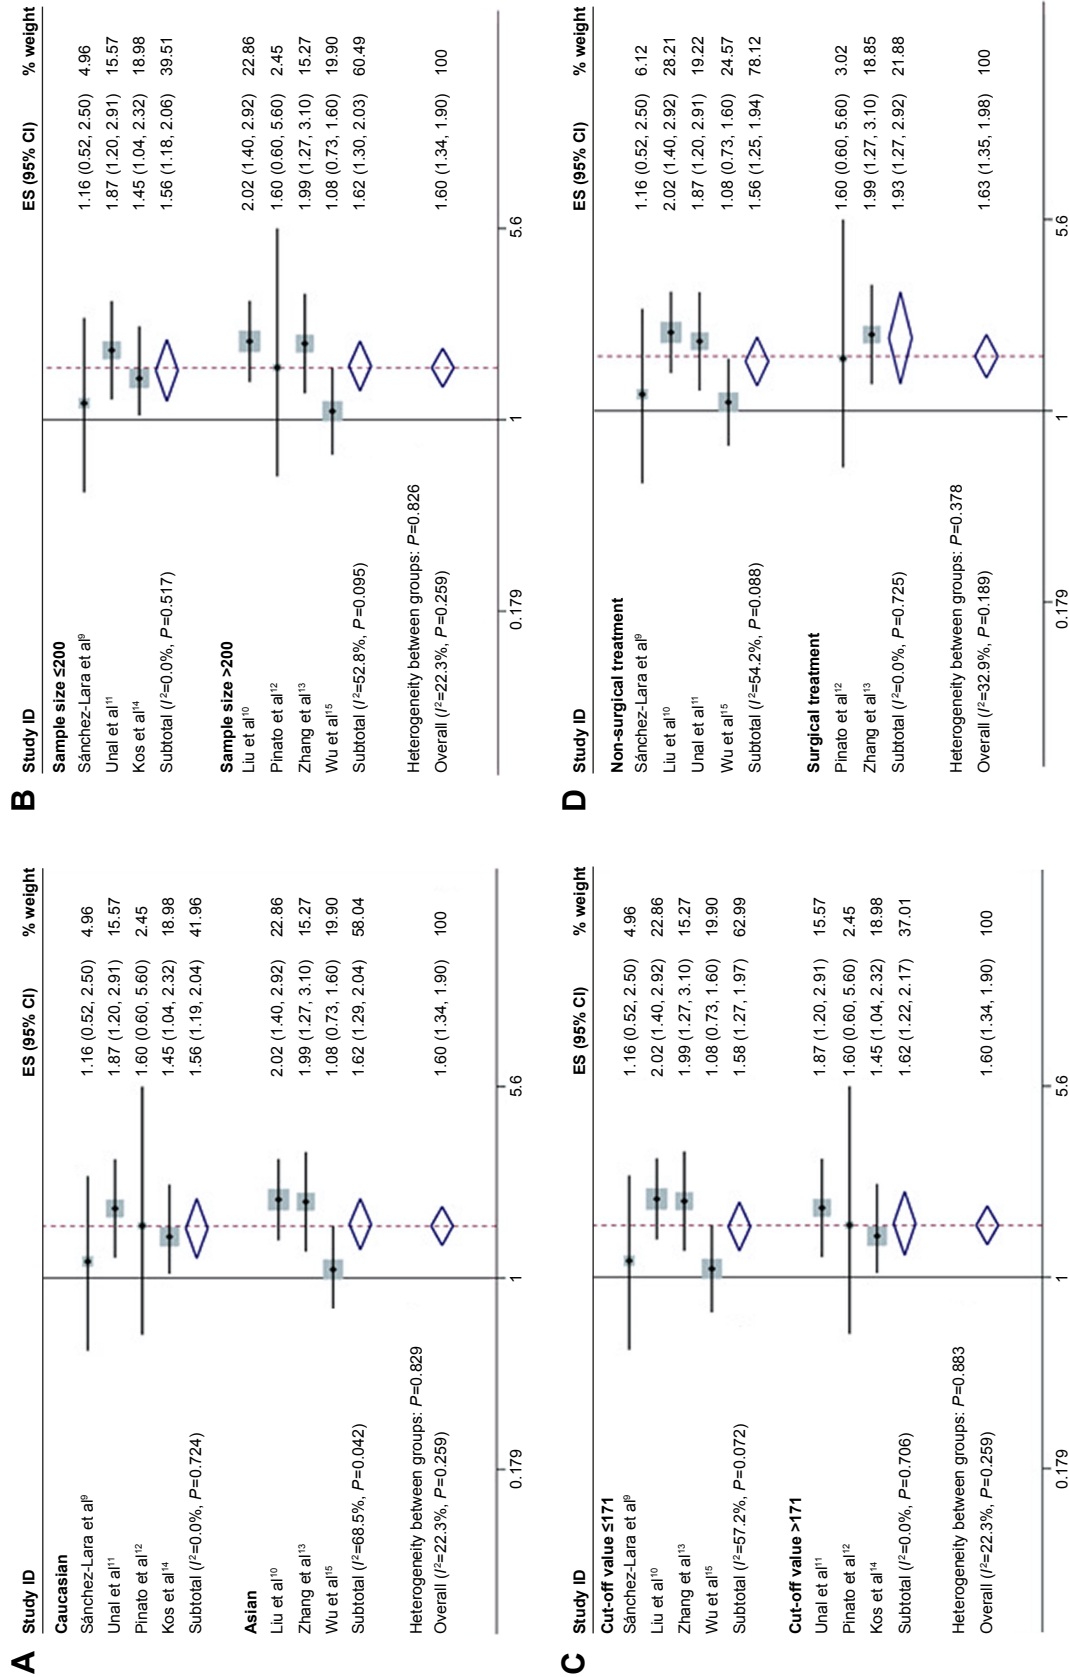 A
Study ID ES (95% CI) % weight
Caucasian
Sánchez-Lara et al9 1.16 (0.52, 2.50) 4.96
Unal et al11 1.87 (1.20, 2.91) 15.57
Pinato et al12 1.60 (0.60, 5.60) 2.45
Kos et al14 1.45 (1.04, 2.32) 18.98
Subtotal (I2=0.0%, P=0.724) 1.56 (1.19, 2.04) 41.96
Asian
Liu et al10 2.02 (1.40, 2.92) 22.86
Zhang et al13 1.99 (1.27, 3.10) 15.27
Wu et al15 1.08 (0.73, 1.60) 19.90
Subtotal (I2=68.5%, P=0.042) 1.62 (1.29, 2.04) 58.04
Heterogeneity between groups: P=0.829
Overall (I2=22.3%, P=0.259) 1.60 (1.34, 1.90) 100
0.179 1 5.6
B
Study ID ES (95% CI) % weight
Sample size ≤200
Sánchez-Lara et al9 1.16 (0.52, 2.50) 4.96
Unal et al11 1.87 (1.20, 2.91) 15.57
Kos et al14 1.45 (1.04, 2.32) 18.98
Subtotal (I2=0.0%, P=0.517) 1.56 (1.18, 2.06) 39.51
Sample size >200
Liu et al10 2.02 (1.40, 2.92) 22.86
Pinato et al12 1.60 (0.60, 5.60) 2.45
Zhang et al13 1.99 (1.27, 3.10) 15.27
Wu et al15 1.08 (0.73, 1.60) 19.90
Subtotal (I2=52.8%, P=0.095) 1.62 (1.30, 2.03) 60.49
Heterogeneity between groups: P=0.826
Overall (I2=22.3%, P=0.259) 1.60 (1.34, 1.90) 100
0.179 1 5.6
C
Study ID ES (95% CI) % weight
Cut-off value ≤171
Sánchez-Lara et al9 1.16 (0.52, 2.50) 4.96
Liu et al10 2.02 (1.40, 2.92) 22.86
Zhang et al13 1.99 (1.27, 3.10) 15.27
Wu et al15 1.08 (0.73, 1.60) 19.90
Subtotal (I2=57.2%, P=0.072) 1.58 (1.27, 1.97) 62.99
Cut-off value >171
Unal et al11 1.87 (1.20, 2.91) 15.57
Pinato et al12 1.60 (0.60, 5.60) 2.45
Kos et al14 1.45 (1.04, 2.32) 18.98
Subtotal (I2=0.0%, P=0.706) 1.62 (1.22, 2.17) 37.01
Heterogeneity between groups: P=0.883
Overall (I2=22.3%, P=0.259) 1.60 (1.34, 1.90) 100
0.179 1 5.6
D
Study ID ES (95% CI) % weight
Non-surgical treatment
Sánchez-Lara et al9 1.16 (0.52, 2.50) 6.12
Liu et al10 2.02 (1.40, 2.92) 28.21
Unal et al11 1.87 (1.20, 2.91) 19.22
Wu et al15 1.08 (0.73, 1.60) 24.57
Subtotal (I2=54.2%, P=0.088) 1.56 (1.25, 1.94) 78.12
Surgical treatment
Pinato et al12 1.60 (0.60, 5.60) 3.02
Zhang et al13 1.99 (1.27, 3.10) 18.85
Subtotal (I2=0.0%, P=0.725) 1.93 (1.27, 2.92) 21.88
Heterogeneity between groups: P=0.378
Overall (I2=32.9%, P=0.189) 1.63 (1.35, 1.98) 100
0.179 1 5.6